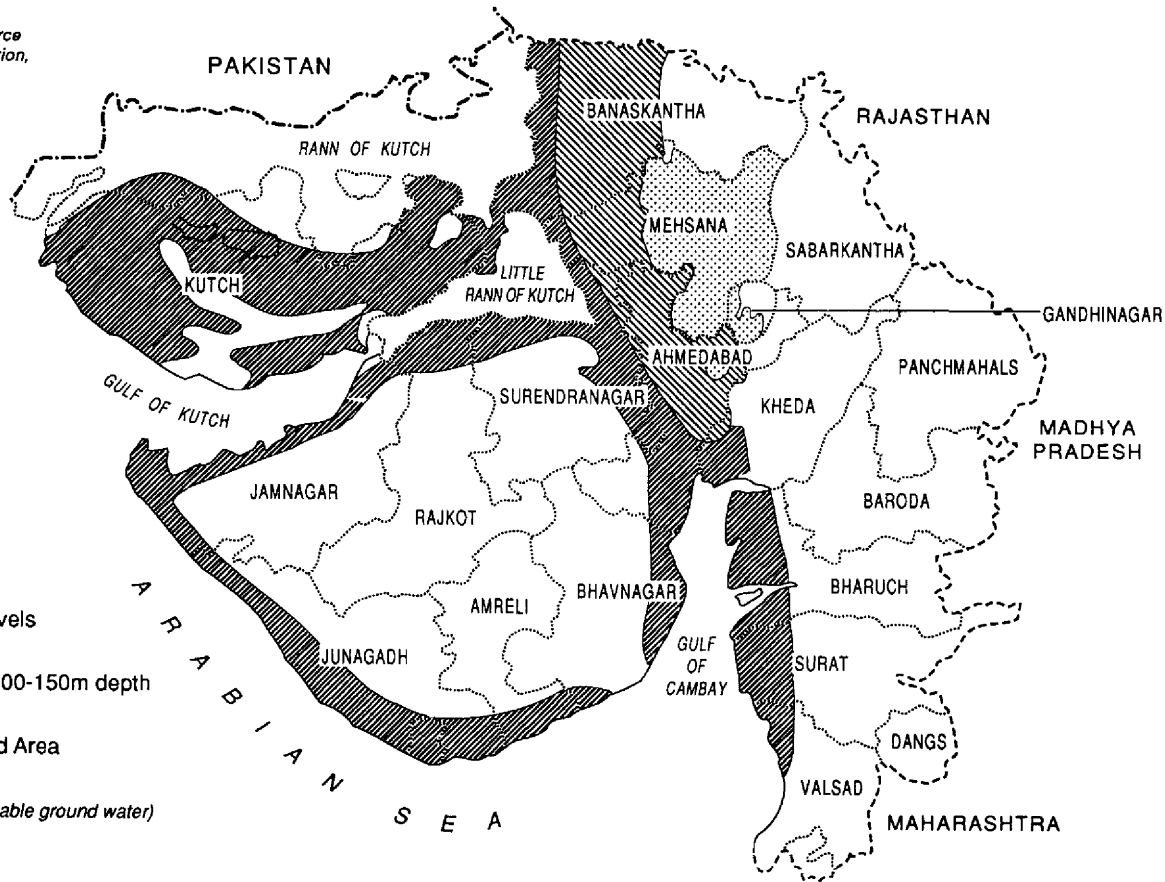 tion,
PAKISTAN
BANASKANTHA
RAJASTHAN
RANN OF KUTCH
MEHSANA
SABARKANTHA
KUTCH
LITTLE
RANN OF KUTCH
GANDHINAGAR
AHMEDABAD
PANCHMAHALS
GULF OF KUTCH
SURENDRANAGAR
KHEDA
MADHYA
PRADESH
JAMNAGAR
RAJKOT
BARODA
BHAVNAGAR
BHARUCH
AMRELI
vels
JUNAGADH
GULF
OF
CAMBAY
SURAT
00-150m depth
ARABIAN SEA
d Area
DANGS
VALSAD
able ground water)
MAHARASHTRA